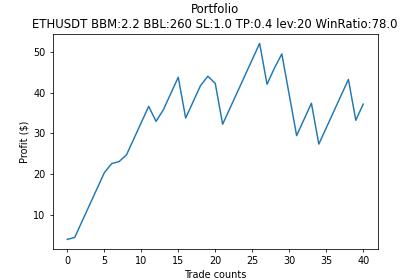 Portfolio
ETHUSDT BBM:2.2 BBL:260 SL:1.0 TP:0.4 lev:20 WinRatio:78.0
50
40
30
20
10
Profit ($)
0 5 10 15 20 25 30 35 40
Trade counts